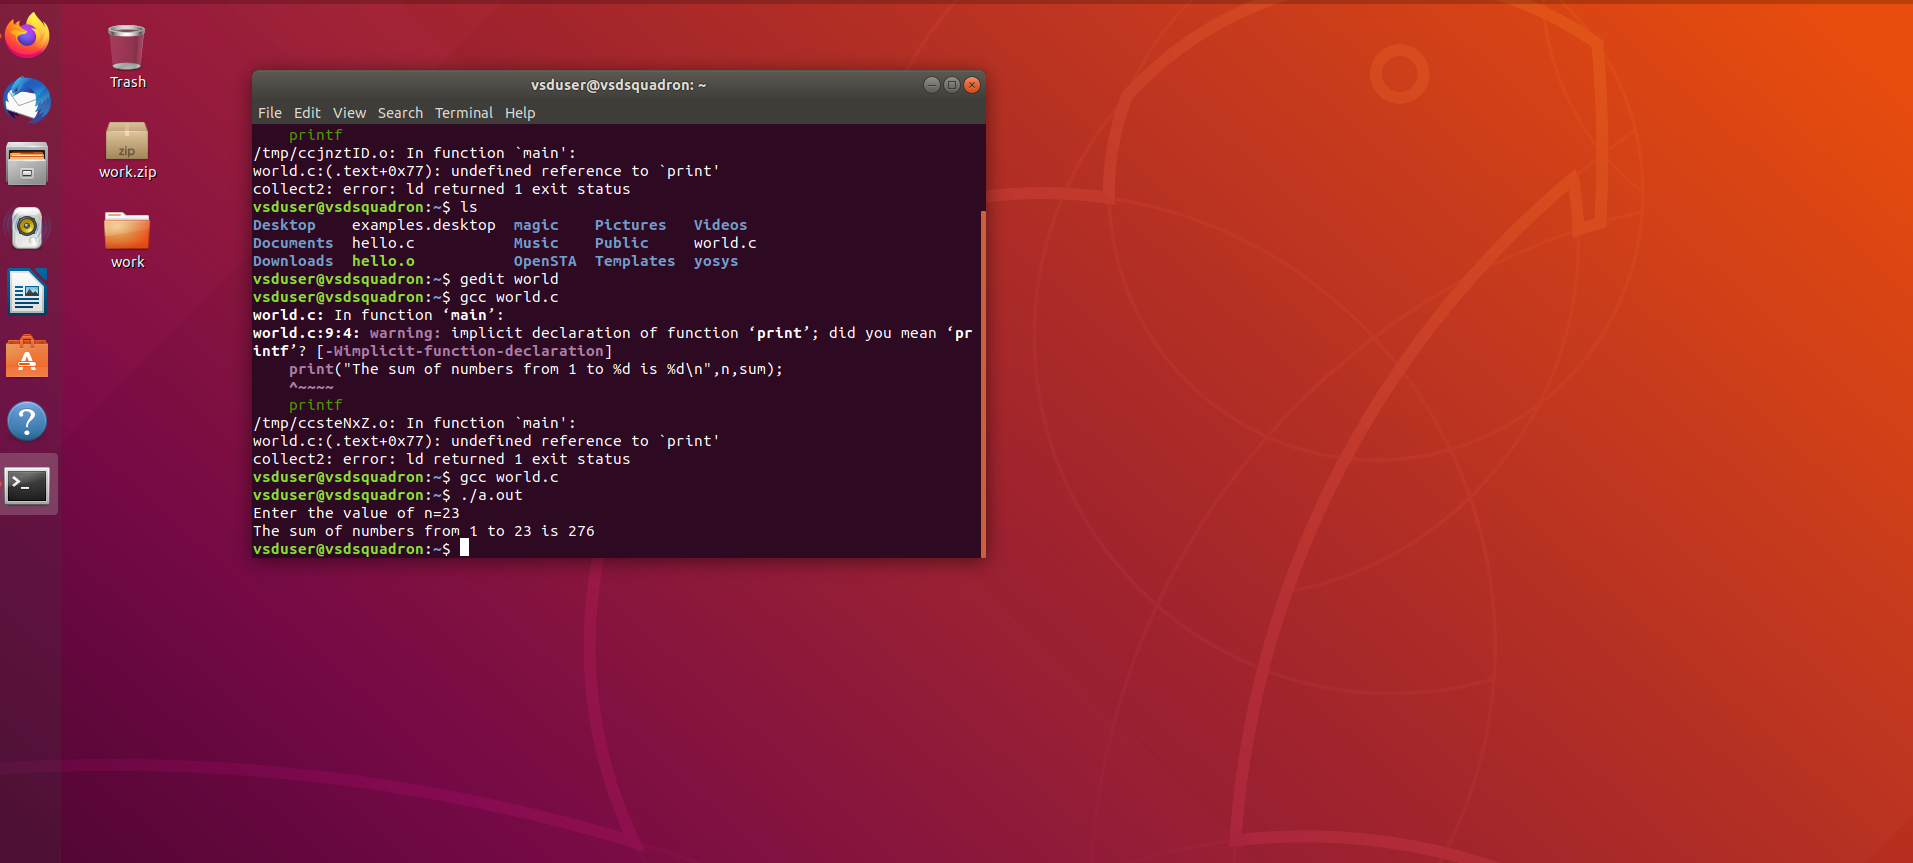 Trash
zip
work.zip
work
vsduser@vsdsquadron: ~
File Edit View Search Terminal Help
printf
/tmp/ccjnztID.o: In function `main':
world.c:(.text+0x77): undefined reference to `print'
collect2: error: ld returned 1 exit status
vsduser@vsdsquadron:~$ ls
Desktop examples.desktop magic Pictures Videos
Documents hello.c Music Public world.c
Downloads hello.o OpenSTA Templates yosys
vsduser@vsdsquadron:~$ gedit world
vsduser@vsdsquadron:~$ gcc world.c
world.c: In function ‘main’:
world.c:9:4: warning: implicit declaration of function ‘print’; did you mean ‘pr
intf’? [-Wimplicit-function-declaration]
print("The sum of numbers from 1 to %d is %d\n",n,sum);
^~~~~
printf
/tmp/ccsteNxZ.o: In function `main':
world.c:(.text+0x77): undefined reference to `print'
collect2: error: ld returned 1 exit status
vsduser@vsdsquadron:~$ gcc world.c
vsduser@vsdsquadron:~$ ./a.out
Enter the value of n=23
The sum of numbers from 1 to 23 is 276
vsduser@vsdsquadron:~$